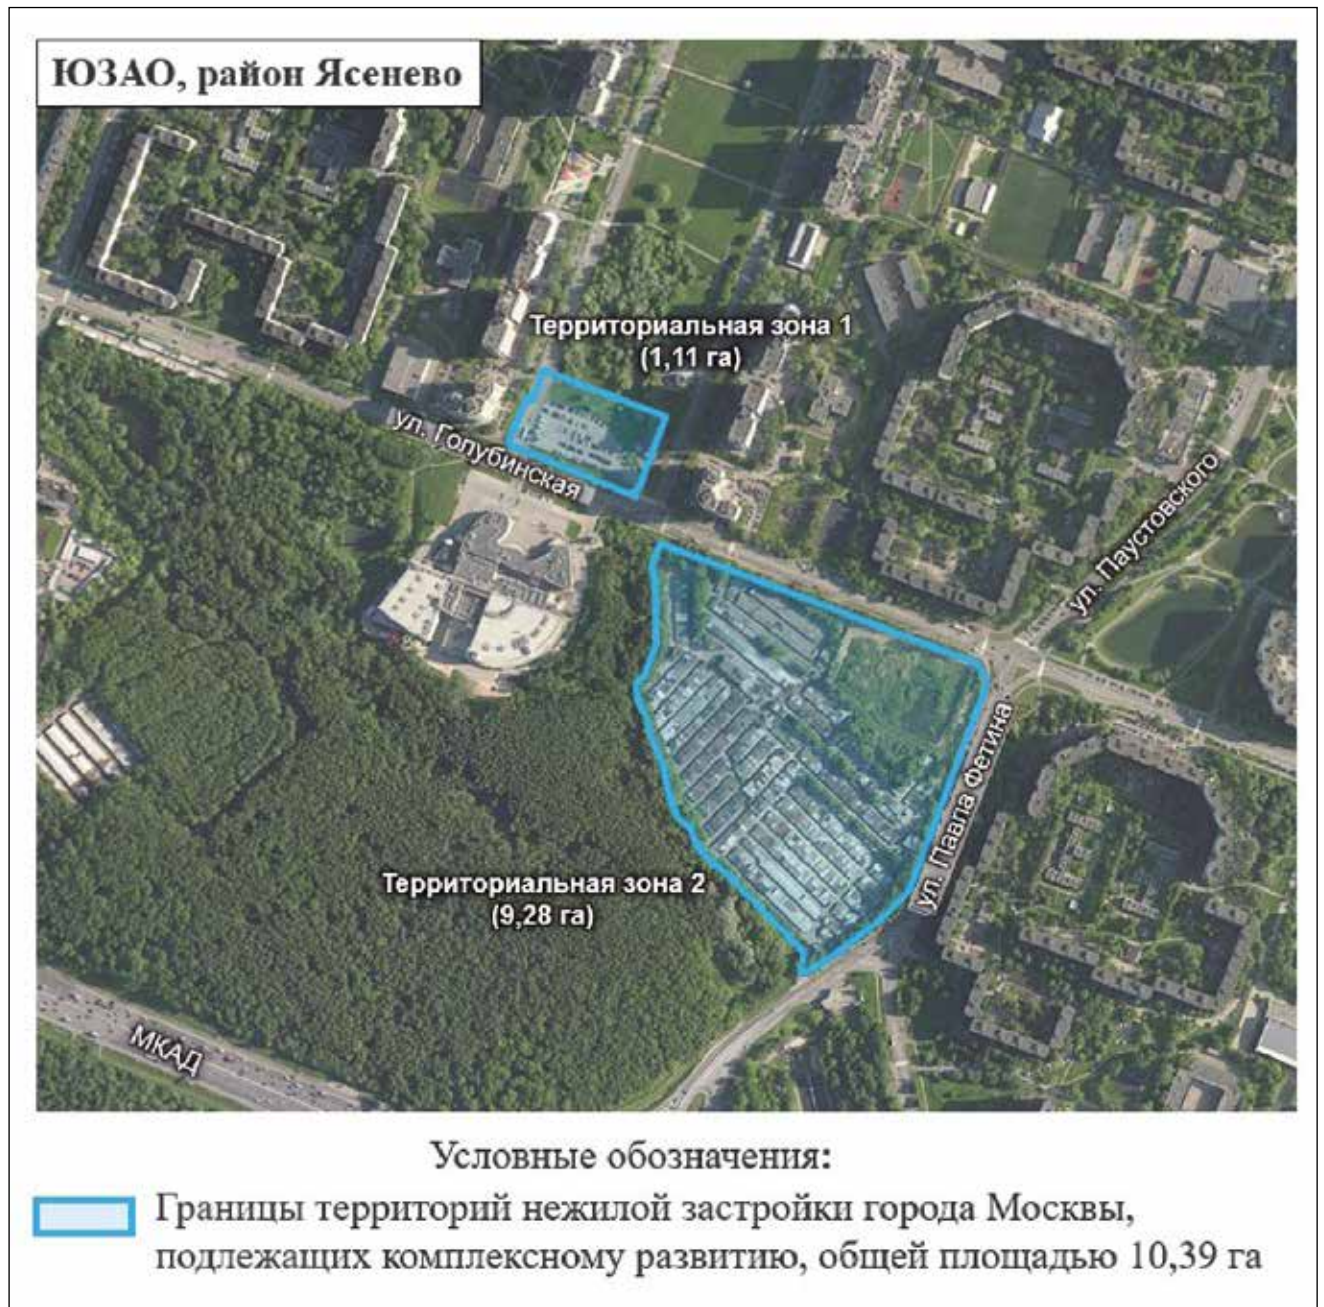 ЮЗАО, район Ясенево
Территориальная зона 1
(1,11 га)
ул. Голубинская
ул. Паустовского
ул. Павла Фетина
Территориальная зона 2
(9,28 га)
МКАД
Условные обозначения:
Границы территорий нежилой застройки города Москвы,
подлежащих комплексному развитию, общей площадью 10,39 га